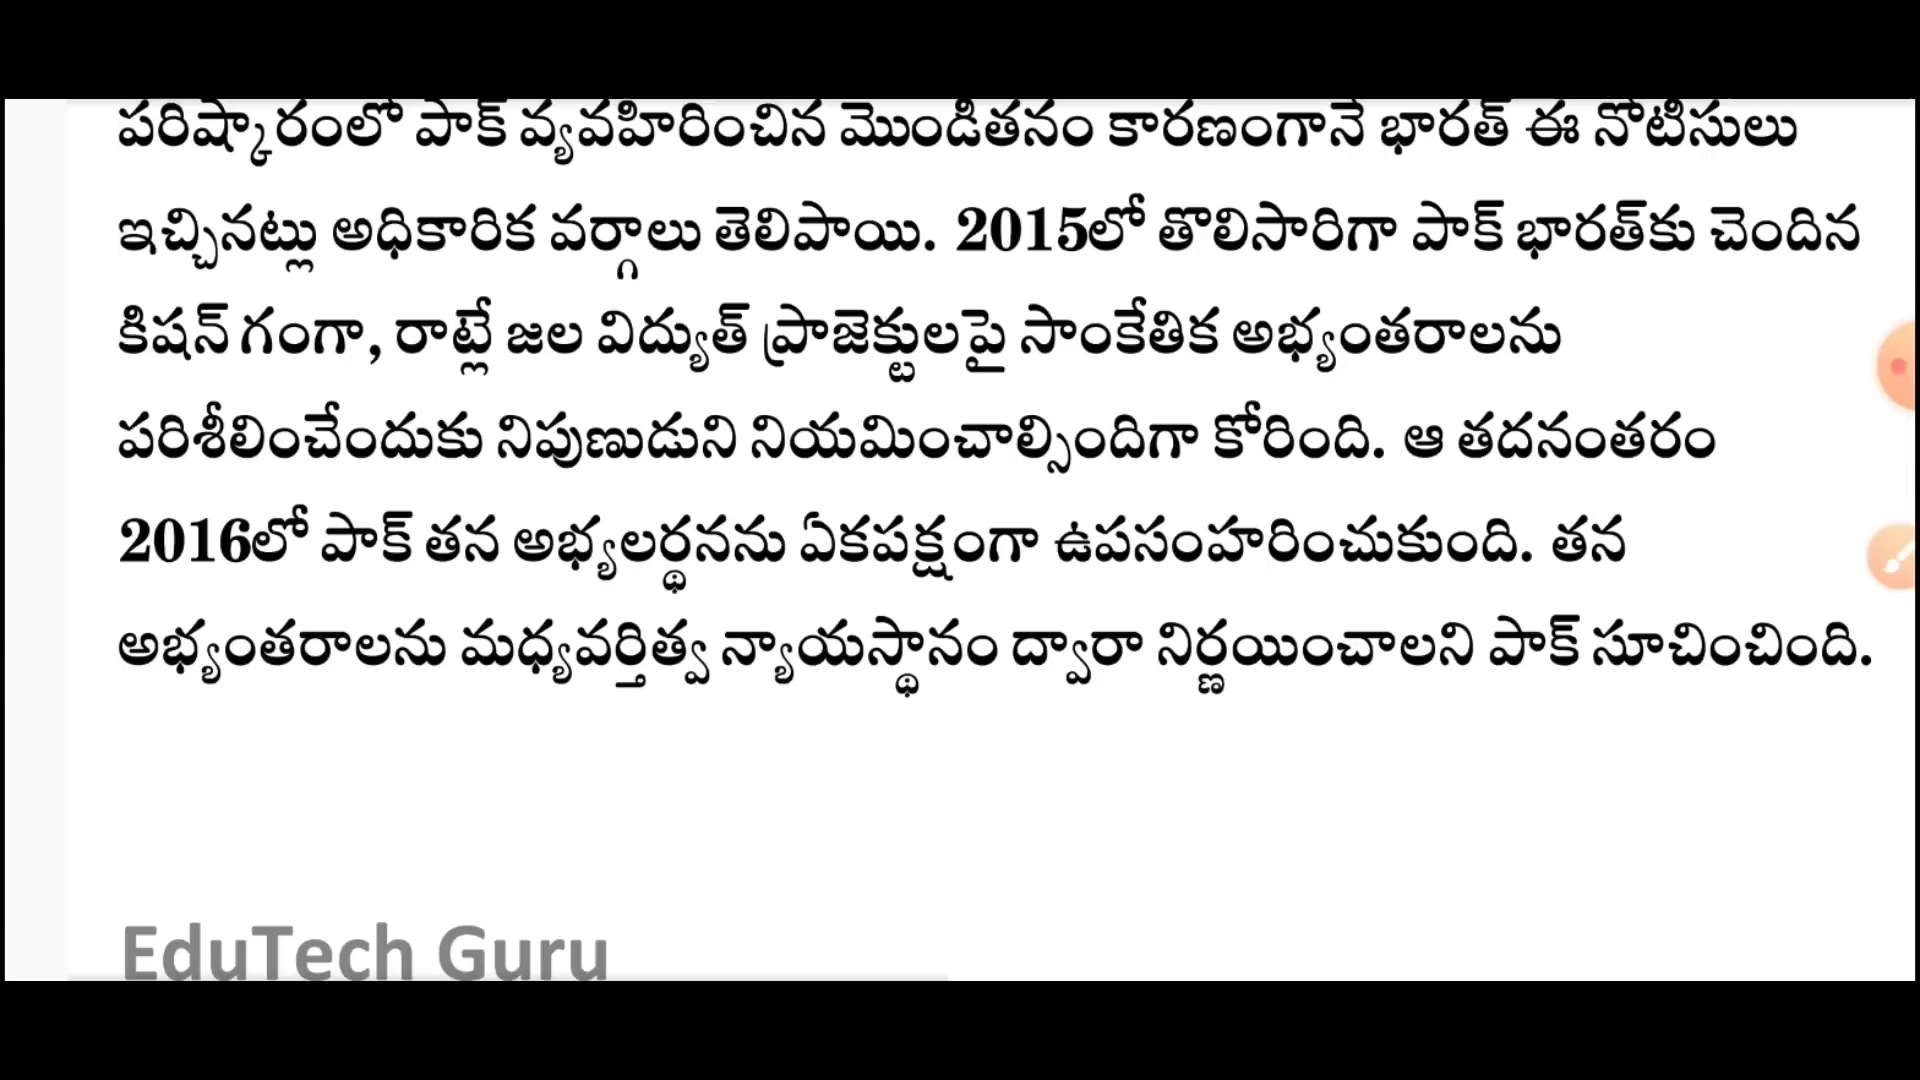 పరిష్కారంలో పాక్ వ్యవహరించిన మొండితనం కారణంగానే భారత్ ఈ నోటీసులు
ఇచ్చినట్లు అధికారిక వర్గాలు తెలిపాయి. 2015లో తొలిసారిగా పాక్ భారత్‌కు చెందిన
కిషన్ గంగా, రాట్లే జల విద్యుత్ ప్రాజెక్టులపై సాంకేతిక అభ్యంతరాలను
పరిశీలించేందుకు నిపుణుడుని నియమించాల్సిందిగా కోరింది. ఆ తదనంతరం
2016లో పాక్ తన అభ్యలర్థనను ఏకపక్షంగా ఉపసంహరించుకుంది. తన
అభ్యంతరాలను మధ్యవర్తిత్వ న్యాయస్థానం ద్వారా నిర్ణయించాలని పాక్ సూచించింది.
EduTech Guru